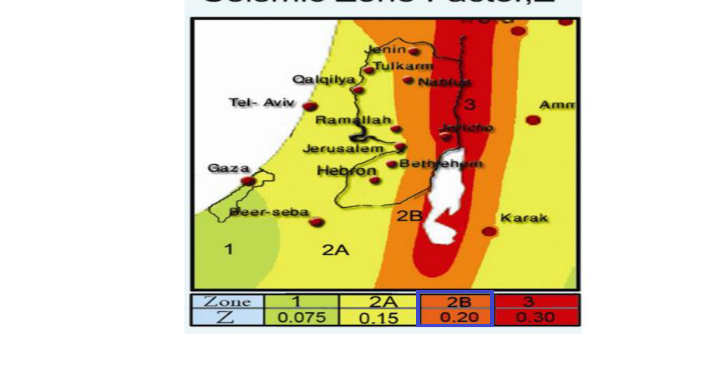 Seismic Zone Factor,Z
Jenin
Tulkarm
Qalqilya
Nablus
Tel- Aviv
3
Amm
Ramallah
Jericho
Jerusalem
Gaza
Hebron
Bethlehem
Beer-seba
2B
Karak
1
2A
Zone 1 2A 2B 3
Z 0.075 0.15 0.20 0.30